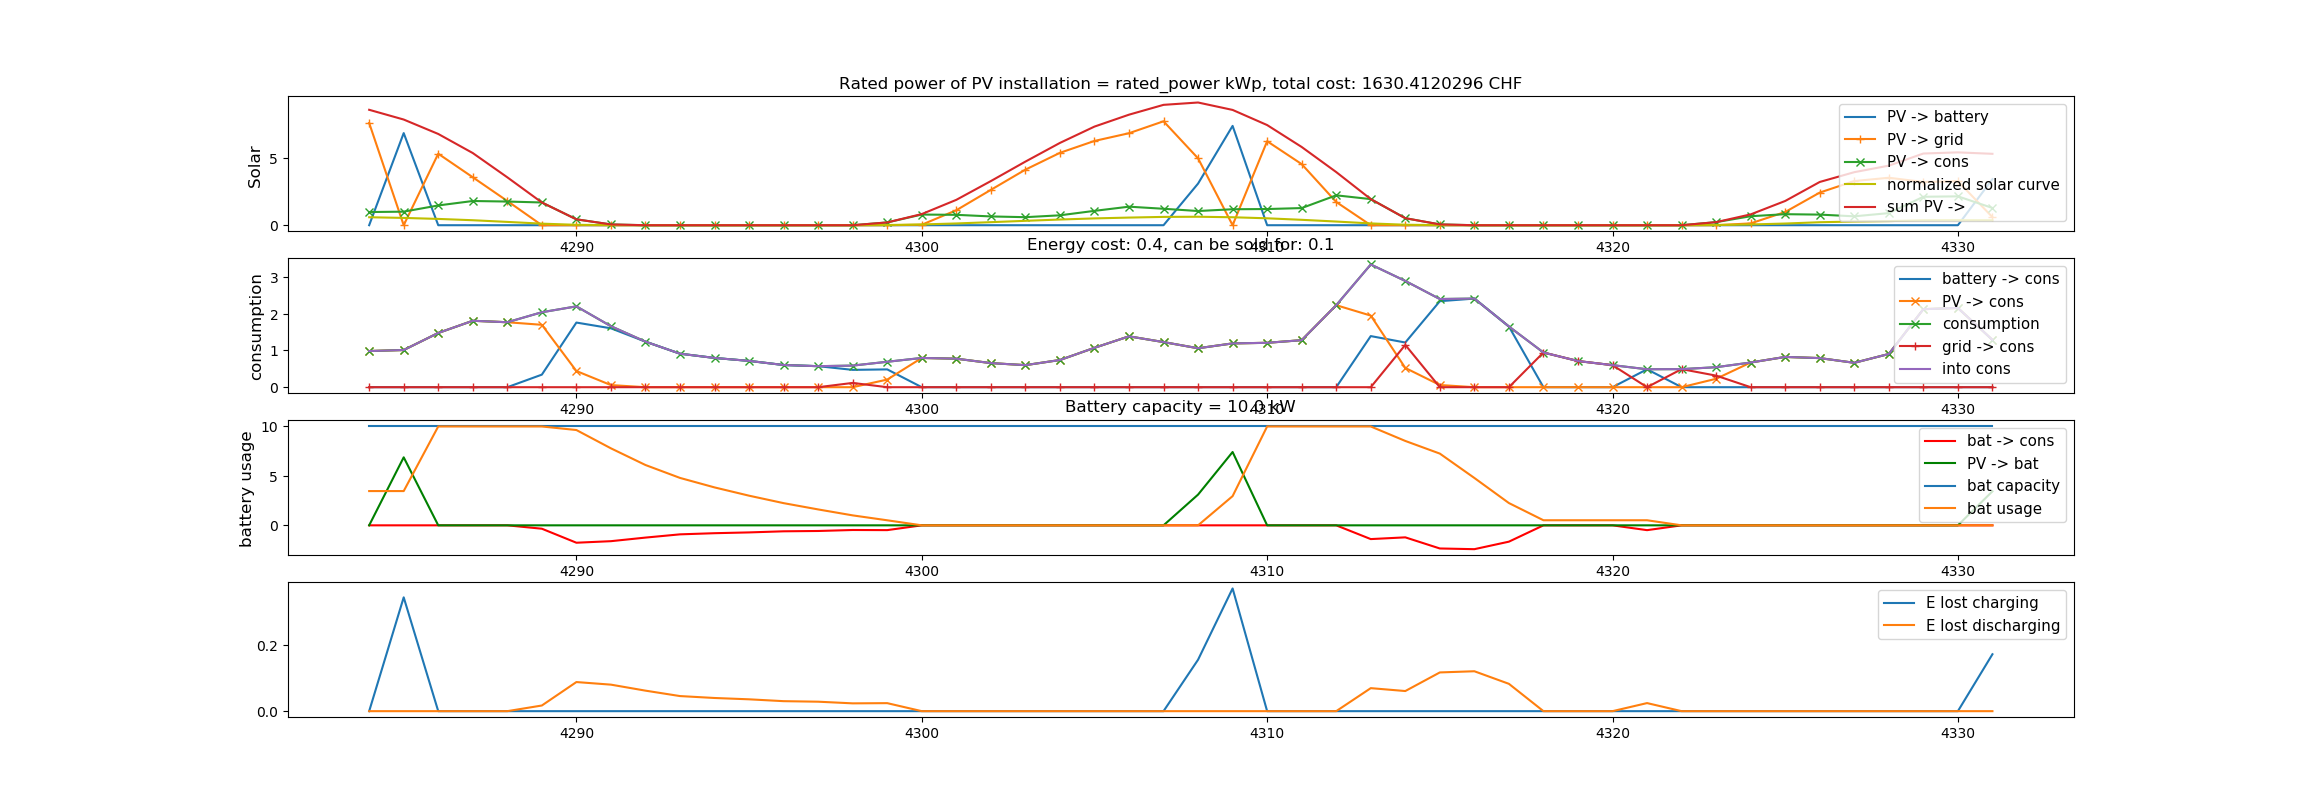 Rated power of PV installation = rated_power kWp, total cost: 1630.4120296 CHF
Solar
5
0
PV -> battery
PV -> grid
PV -> cons
normalized solar curve
sum PV ->
4290 4300 4310 4320 4330
Energy cost: 0.4, can be sold for: 0.1
consumption
3
2
1
0
battery -> cons
PV -> cons
consumption
grid -> cons
into cons
4290 4300 4310 4320 4330
Battery capacity = 10.0 kW
battery usage
10
5
0
bat -> cons
PV -> bat
bat capacity
bat usage
4290 4300 4310 4320 4330
0.2
0.0
E lost charging
E lost discharging
4290 4300 4310 4320 4330